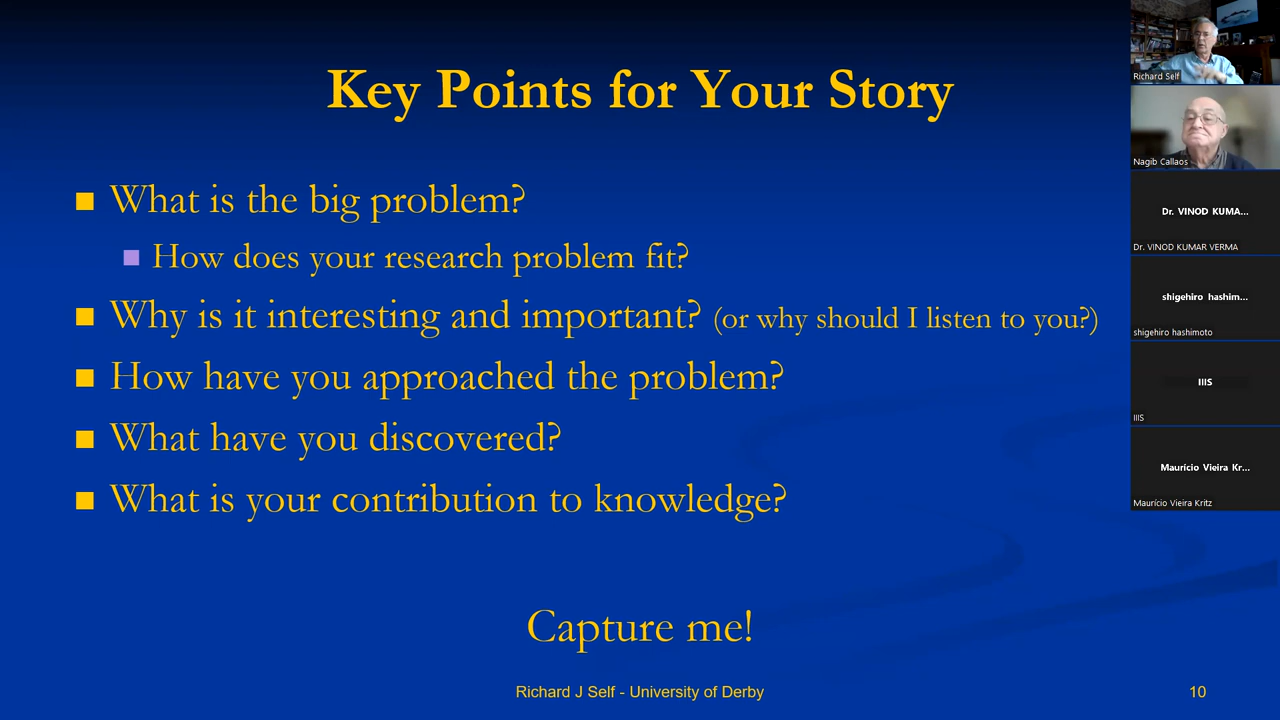 Key Points for Your Story
What is the big problem?
How does your research problem fit?
Why is it interesting and important? (or why should I listen to you?)
How have you approached the problem?
What have you discovered?
What is your contribution to knowledge?
Capture me!
Richard J Self - University of Derby
10
Richard Self
Nagib Callaos
Dr. VINOD KUMA...
Dr. VINOD KUMAR VERMA
shigehiro hashim...
shigehiro hashimoto
IIIS
IIIS
Maurício Vieira Kr...
Maurício Vieira Kritz